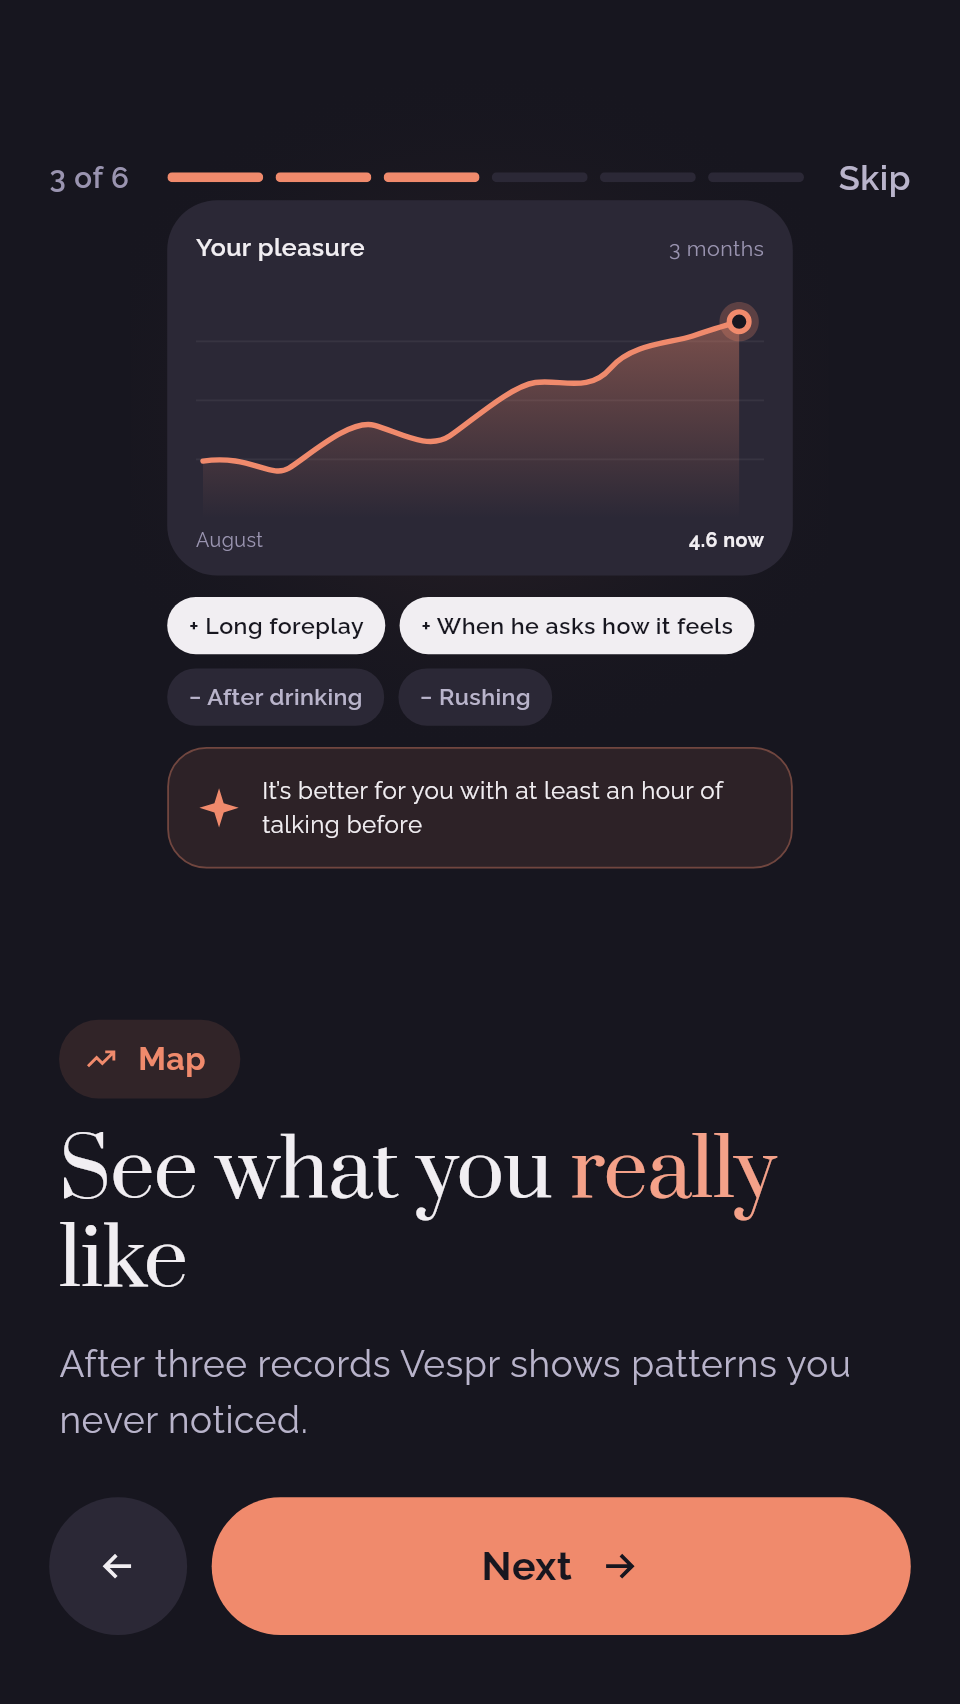 3 of 6
Skip
Your pleasure
3 months
August
4.6 now
+ Long foreplay
+ When he asks how it feels
– After drinking
– Rushing
It's better for you with at least an hour of
talking before
Map
See what you really
like
After three records Vespr shows patterns you
never noticed.
Next